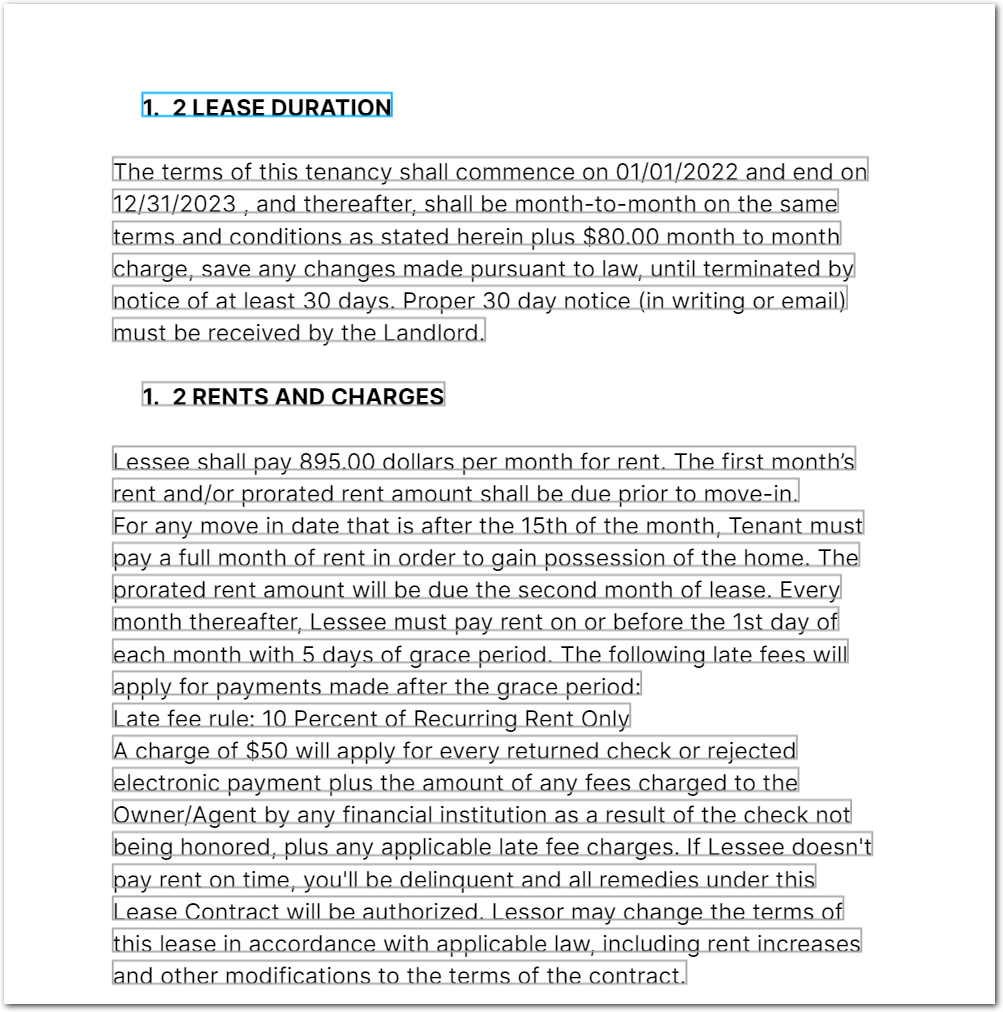 1. 2 LEASE DURATION
The terms of this tenancy shall commence on 01/01/2022 and end on
12/31/2023 , and thereafter, shall be month-to-month on the same
terms and conditions as stated herein plus $80.00 month to month
charge, save any changes made pursuant to law, until terminated by
notice of at least 30 days. Proper 30 day notice (in writing or email)
must be received by the Landlord.
1. 2 RENTS AND CHARGES
Lessee shall pay 895.00 dollars per month for rent. The first month’s
rent and/or prorated rent amount shall be due prior to move-in.
For any move in date that is after the 15th of the month, Tenant must
pay a full month of rent in order to gain possession of the home. The
prorated rent amount will be due the second month of lease. Every
month thereafter, Lessee must pay rent on or before the 1st day of
each month with 5 days of grace period. The following late fees will
apply for payments made after the grace period:
Late fee rule: 10 Percent of Recurring Rent Only
A charge of $50 will apply for every returned check or rejected
electronic payment plus the amount of any fees charged to the
Owner/Agent by any financial institution as a result of the check not
being honored, plus any applicable late fee charges. If Lessee doesn't
pay rent on time, you'll be delinquent and all remedies under this
Lease Contract will be authorized. Lessor may change the terms of
this lease in accordance with applicable law, including rent increases
and other modifications to the terms of the contract.